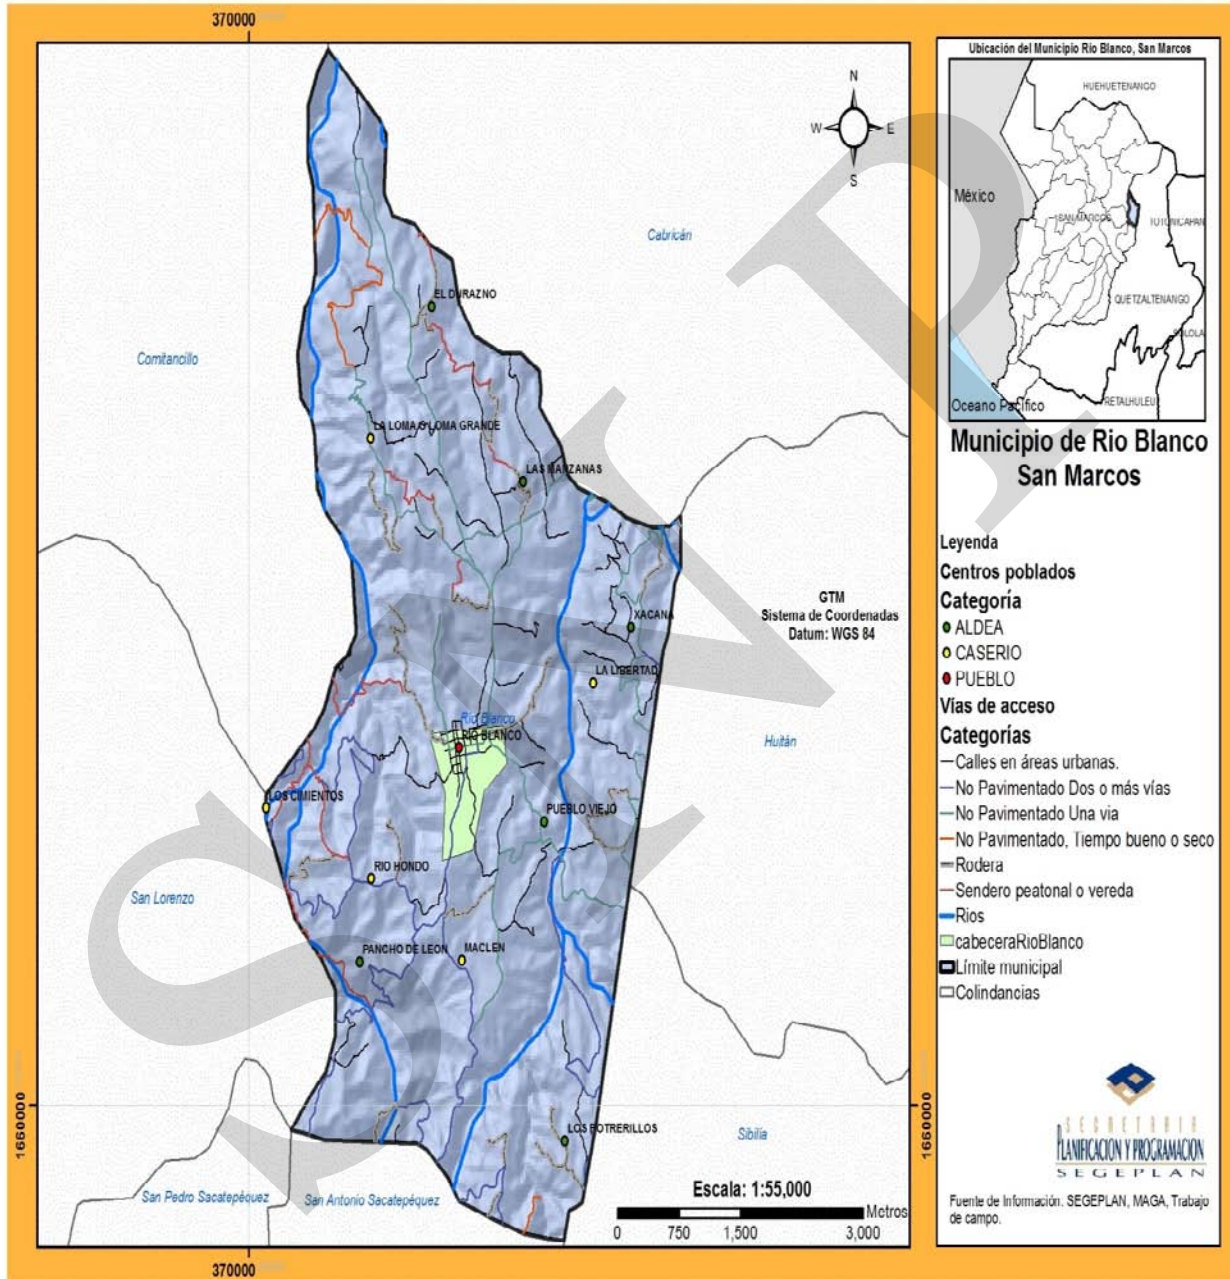 370000
N
W
E
S
Cabricán
EL DURAZNO
Comitancillo
LA LOMA O LOMA GRANDE
LAS MANZANAS
GTM
Sistema de Coordenadas
Datum: WGS 84
XACANA
LA LIBERTAD
Río Blanco
RIO BLANCO
Huitán
LOS CIMIENTOS
PUEBLO VIEJO
RIO HONDO
San Lorenzo
PANCHO DE LEON
MACLEN
1660000
1660000
LOS POTRERILLOS
Sibilia
San Pedro Sacatepéquez
San Antonio Sacatepéquez
Escala: 1:55,000
Metros
0 750 1,500 3,000
370000
Ubicación del Municipio Rio Blanco, San Marcos
HUEHUETENANGO
México
SAN MARCOS
TOTONICAPAN
QUETZALTENANGO
SOLOLA
RETALHULEU
Oceano Pacífico
Municipio de Rio Blanco
San Marcos
Leyenda
Centros poblados
Categoría
ALDEA
CASERIO
PUEBLO
Vías de acceso
Categorías
Calles en áreas urbanas.
No Pavimentado Dos o más vías
No Pavimentado Una via
No Pavimentado, Tiempo bueno o seco
Rodera
Sendero peatonal o vereda
Rios
cabeceraRioBlanco
Límite municipal
Colindancias
SECRETARIA
PLANIFICACION Y PROGRAMACION
SEGEPLAN
Fuente de Información. SEGEPLAN, MAGA, Trabajo
de campo.